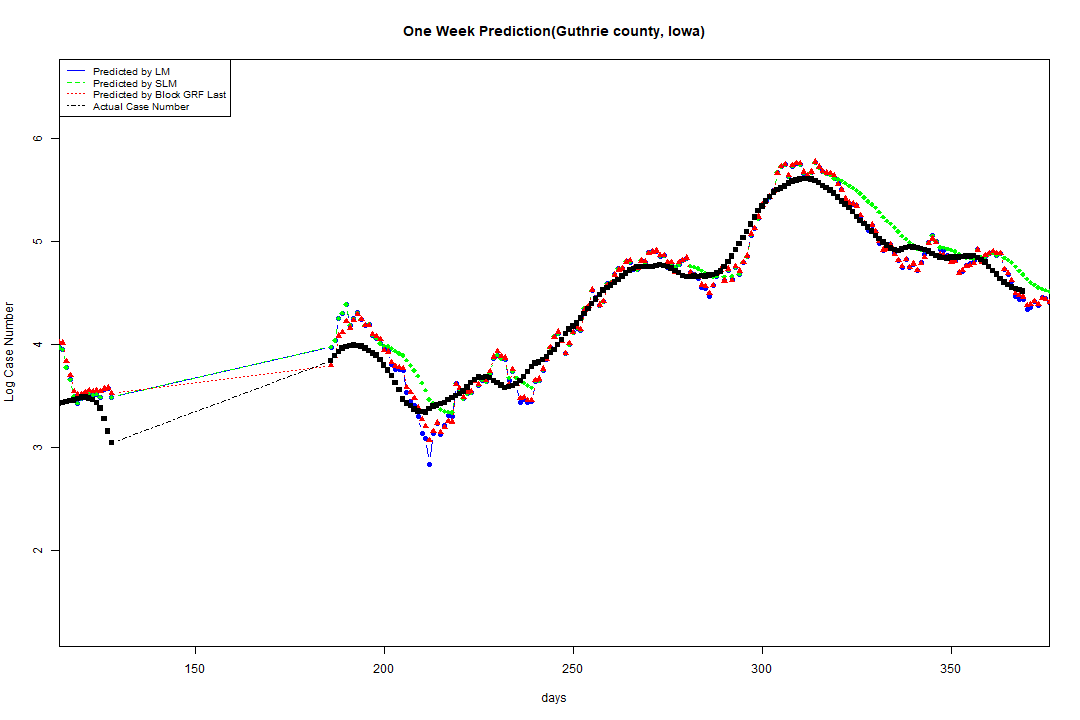 One Week Prediction(Guthrie county, Iowa)
Predicted by LM
Predicted by SLM
Predicted by Block GRF Last
Actual Case Number
6
5
4
3
2
Log Case Number
150 200 250 300 350
days